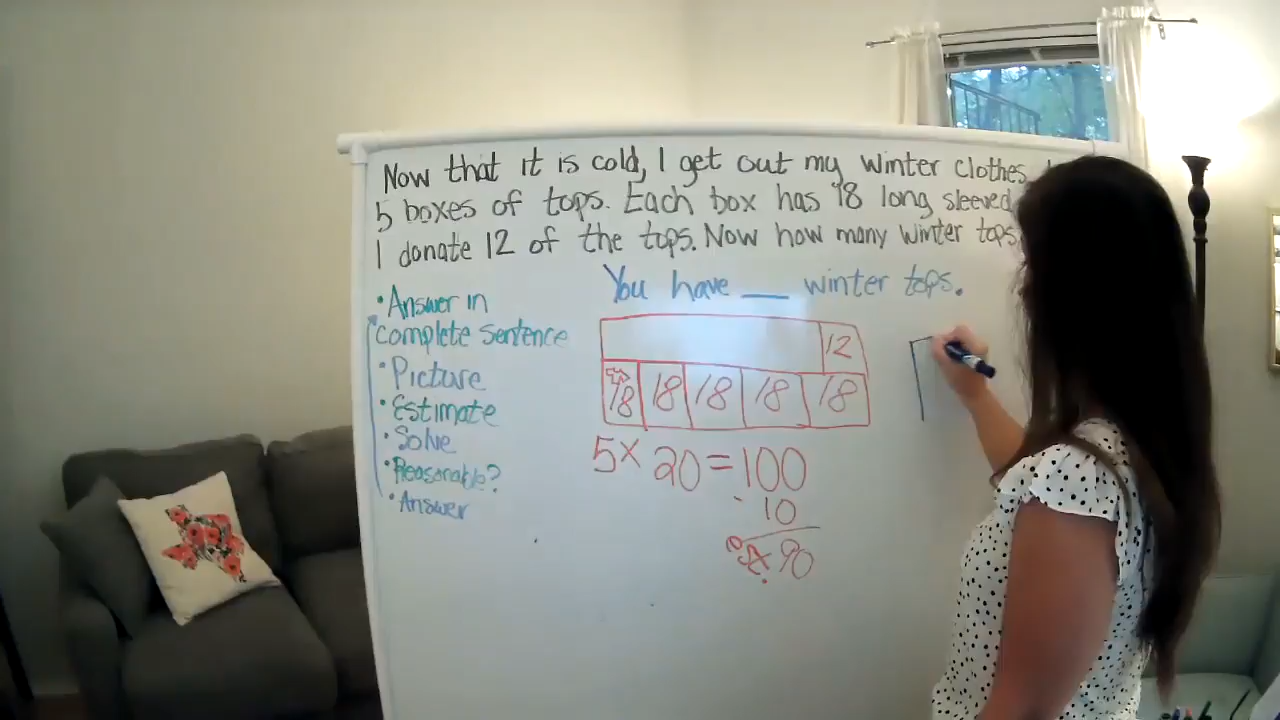 Now that it is cold, I get out my winter clothes.
5 boxes of tops. Each box has 18 long sleeved
I donate 12 of the tops. Now how many winter tops
You have ___ winter tops.
• Answer in
complete sentence
• Picture
• Estimate
• Solve
• Reasonable?
• Answer
12
18 18 18 18 18
5 × 20 = 100
- 10
90